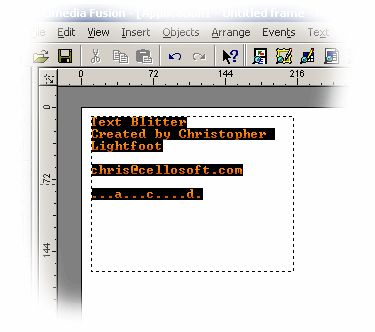 media Fusion - [Application - Untitled frame
Edit View Insert Objects Arrange Events Text
0 72 144 216
0
72
144
Text Blitter
Created by Christopher
Lightfoot
chris@cellosoft.com
...a...c....d.